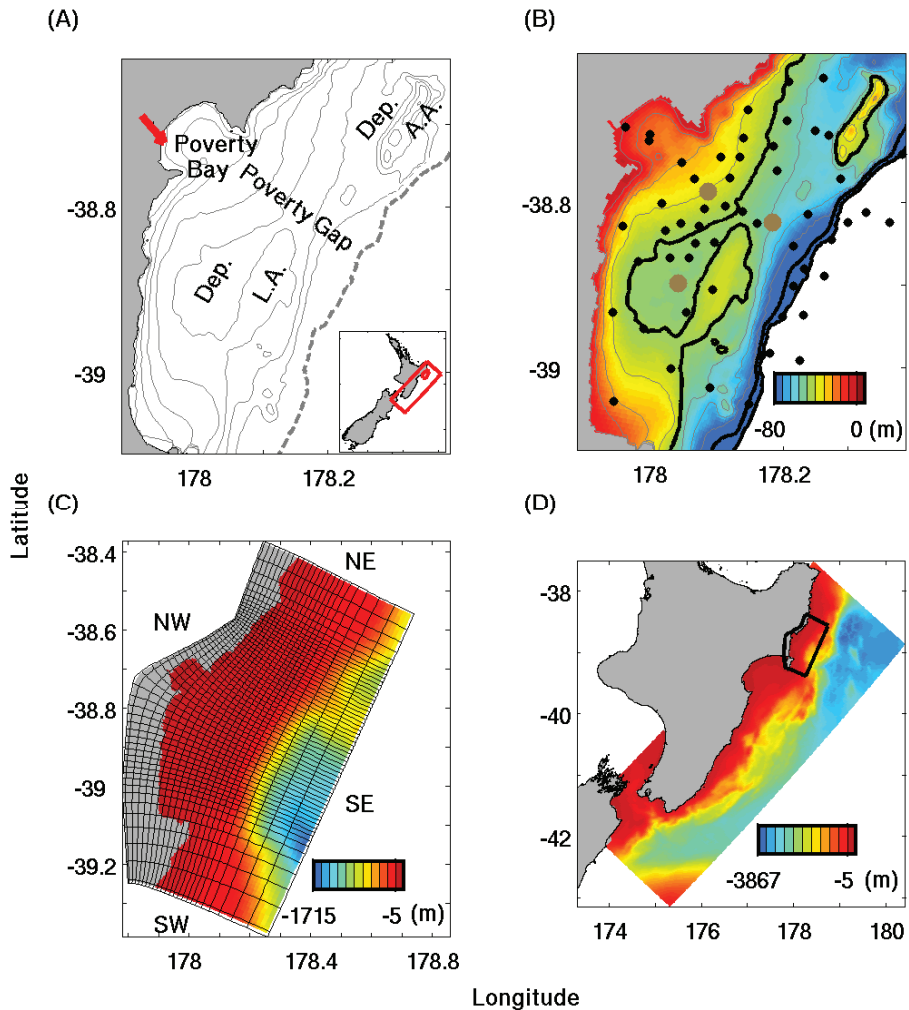 (A)
Dep.
A.A.
Poverty
Bay
Poverty Gap
Dep.
L.A.
-38.8
-39
178
178.2
(B)
-38.8
-39
-80
0 (m)
178
178.2
Latitude
(C)
-38.4
NE
NW
-38.6
-38.8
-39
SE
-39.2
-1715
-5 (m)
SW
178
178.4
178.8
(D)
-38
-40
-42
-3867
-5 (m)
174
176
178
180
Longitude